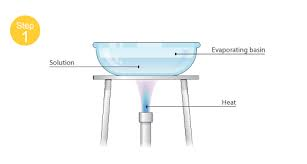 Step
1
Evaporating basin
Solution
Heat